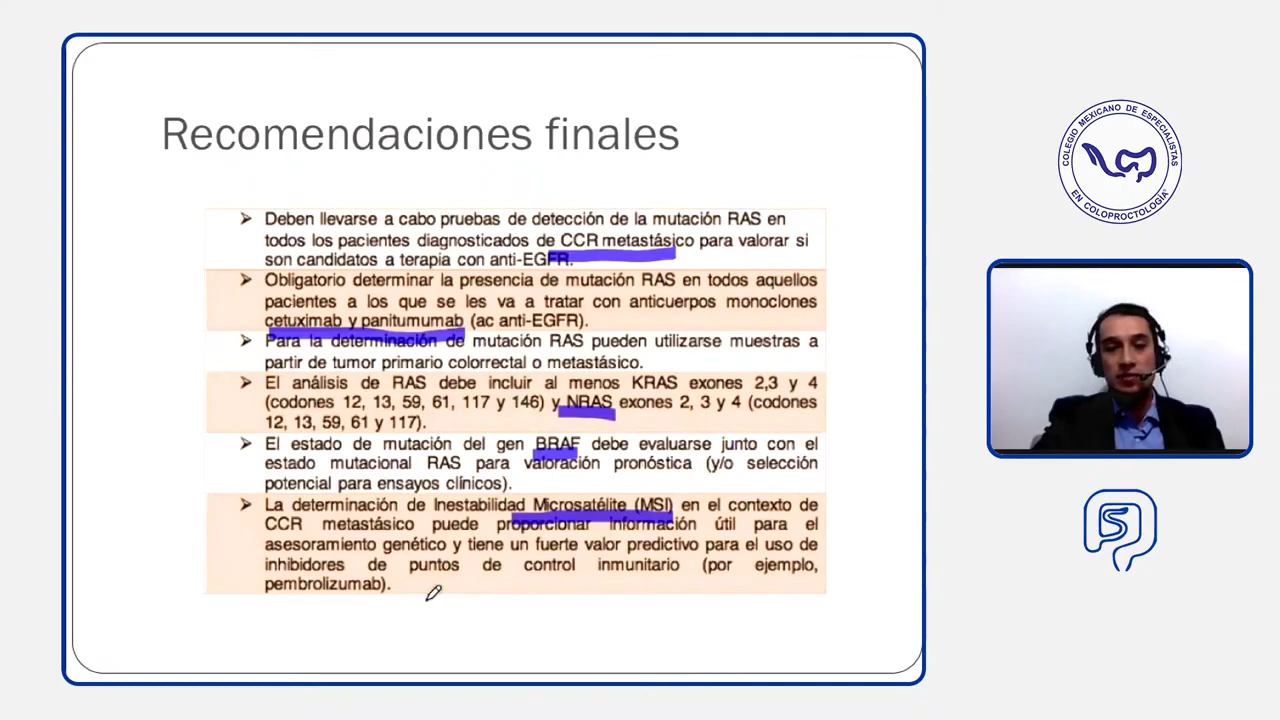 Recomendaciones finales
➤ Deben llevarse a cabo pruebas de detección de la mutación RAS en
todos los pacientes diagnosticados de CCR metastásico para valorar si
son candidatos a terapia con anti-EGFR.
➤ Obligatorio determinar la presencia de mutación RAS en todos aquellos
pacientes a los que se les va a tratar con anticuerpos monoclones
cetuximab y panitumumab (ac anti-EGFR).
➤ Para la determinación de mutación RAS pueden utilizarse muestras a
partir de tumor primario colorrectal o metastásico.
➤ El análisis de RAS debe incluir al menos KRAS exones 2,3 y 4
(codones 12, 13, 59, 61, 117 y 146) y NRAS exones 2, 3 y 4 (codones
12, 13, 59, 61 y 117).
➤ El estado de mutación del gen BRAF debe evaluarse junto con el
estado mutacional RAS para valoración pronóstica (y/o selección
potencial para ensayos clínicos).
➤ La determinación de Inestabilidad Microsatélite (MSI) en el contexto de
CCR metastásico puede proporcionar información útil para el
asesoramiento genético y tiene un fuerte valor predictivo para el uso de
inhibidores de puntos de control inmunitario (por ejemplo,
pembrolizumab).
COLEGIO MEXICANO DE ESPECIALISTAS
EN COLOPROCTOLOGÍA